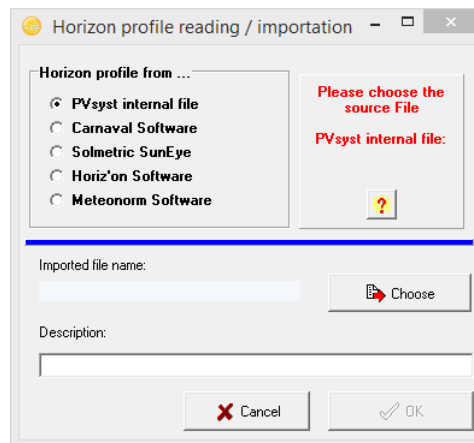 Horizon profile reading / importation
Horizon profile from ...
PVsyst internal file
Carnaval Software
Solmetric SunEye
Horiz'on Software
Meteonorm Software
Please choose the
source File
PVsyst internal file:
?
Imported file name:
Choose
Description:
Cancel
OK